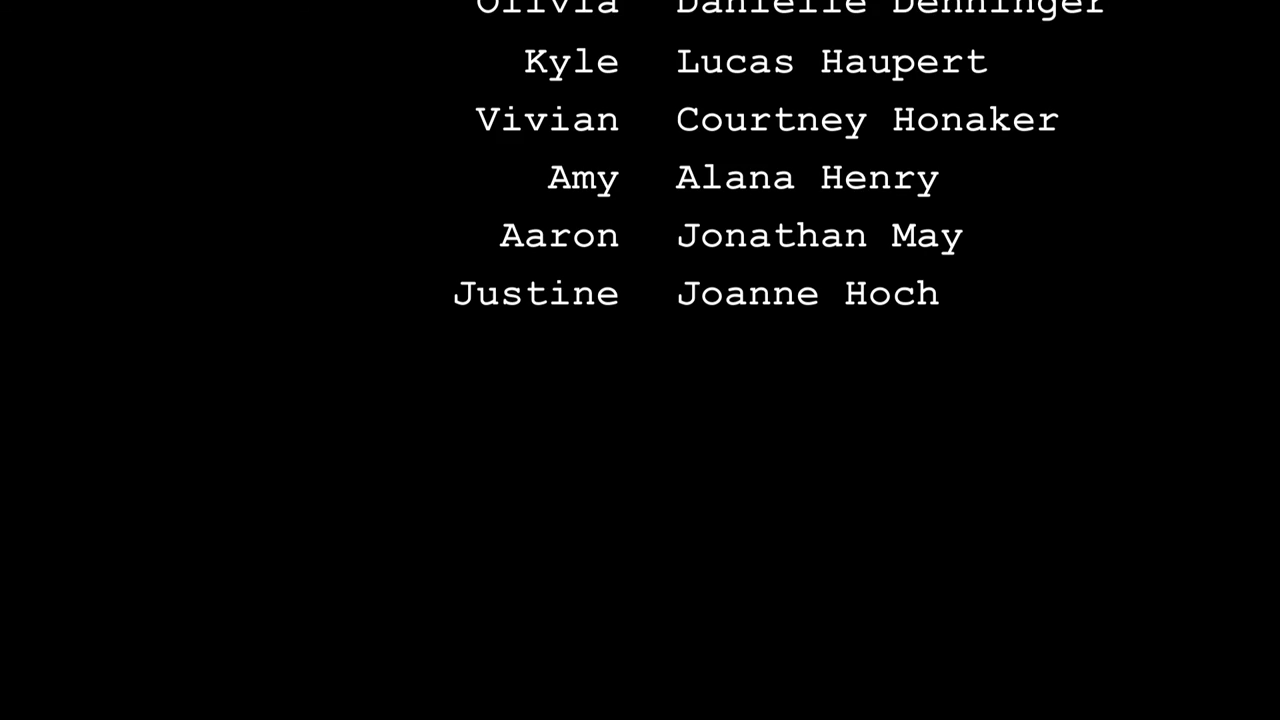 Olivia Danielle Denninger
Kyle Lucas Haupert
Vivian Courtney Honaker
Amy Alana Henry
Aaron Jonathan May
Justine Joanne Hoch